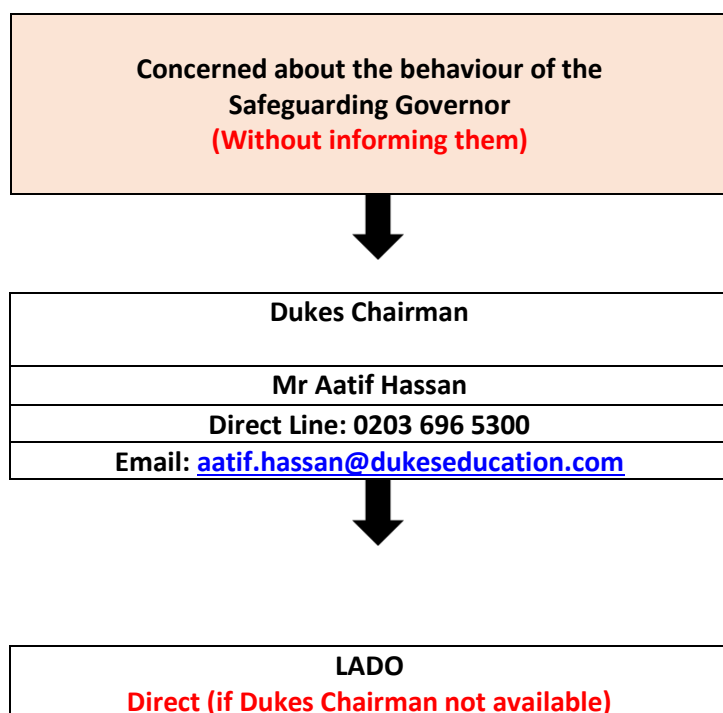 Concerned about the behaviour of the
Safeguarding Governor
(Without informing them)
Dukes Chairman
Mr Aatif Hassan
Direct Line: 0203 696 5300
Email: aatif.hassan@dukeseducation.com
LADO
Direct (if Dukes Chairman not available)